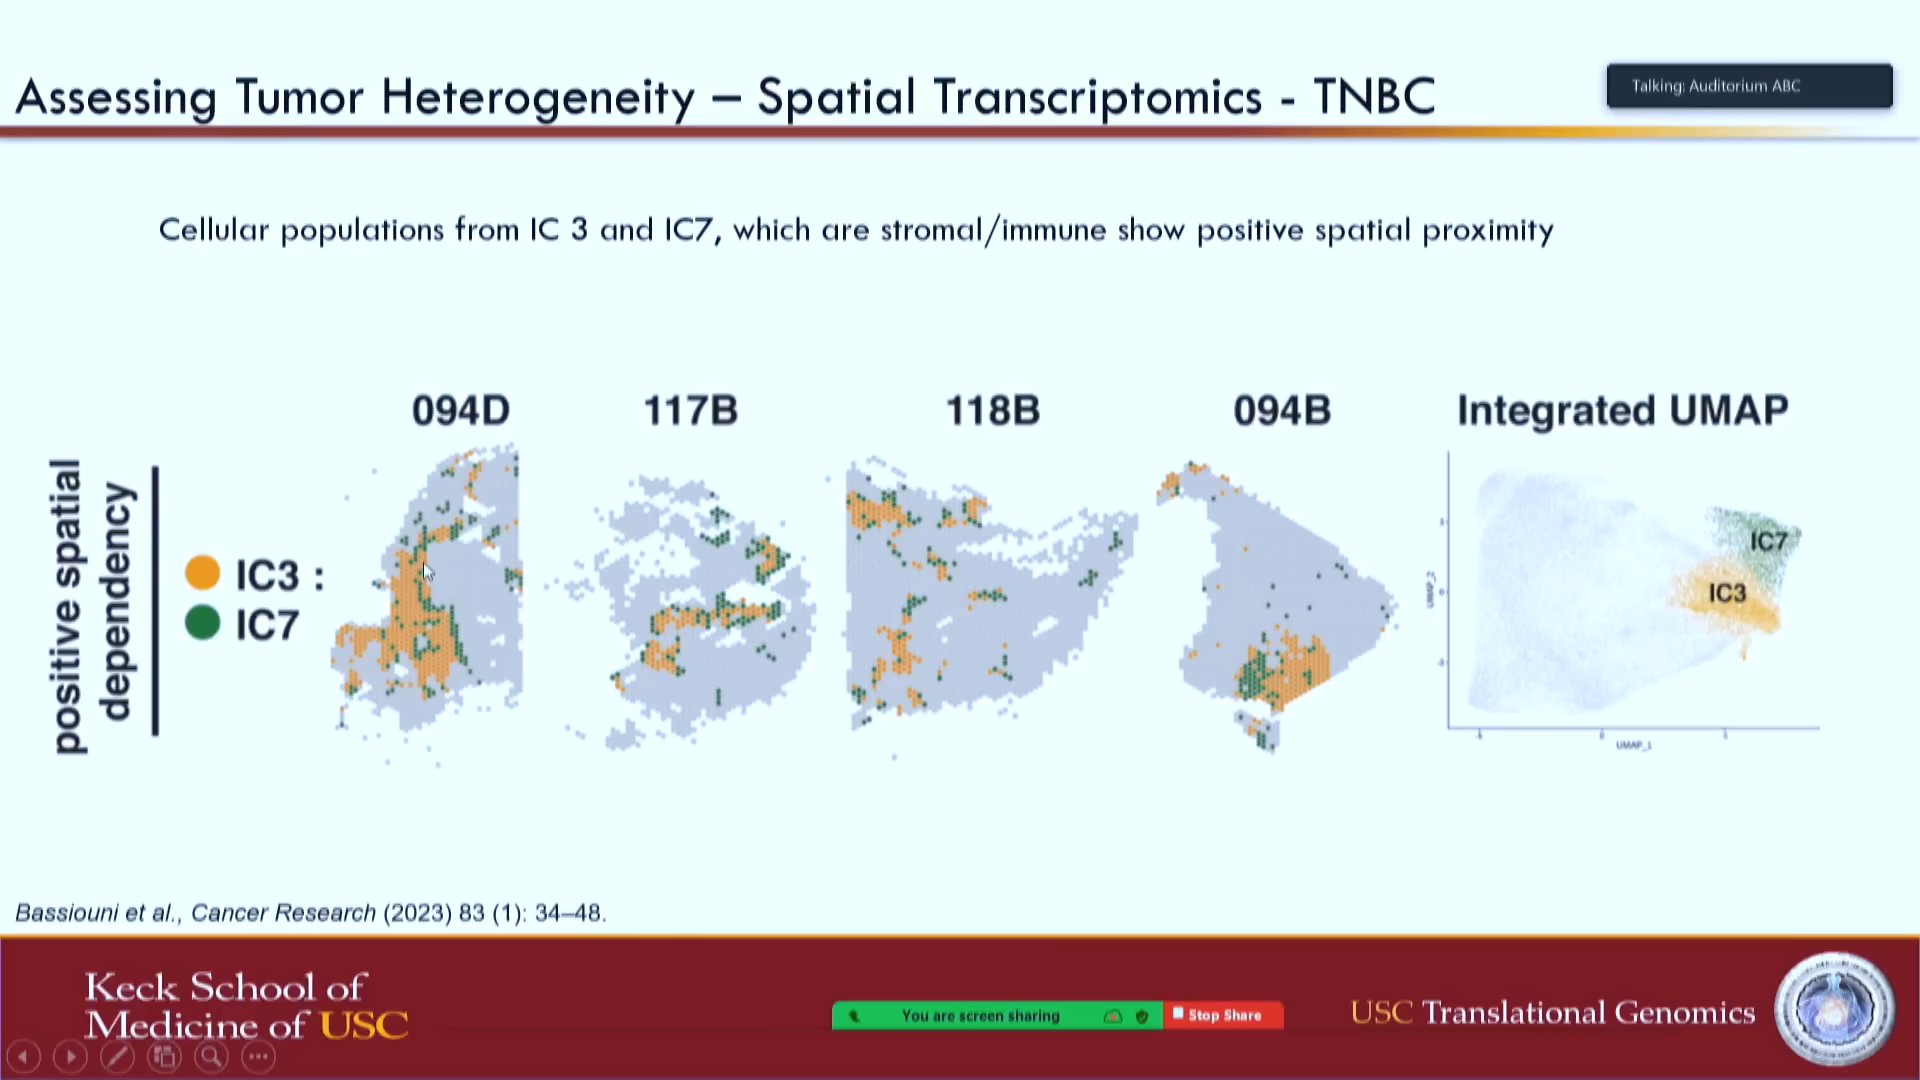 Assessing Tumor Heterogeneity – Spatial Transcriptomics - TNBC
Talking: Auditorium ABC
Cellular populations from IC 3 and IC7, which are stromal/immune show positive spatial proximity
094D
117B
118B
094B
Integrated UMAP
positive spatial
dependency
IC3 :
IC7
IC7
IC3
UMAP_2
UMAP_1
Bassiouni et al., Cancer Research (2023) 83 (1): 34–48.
Keck School of
Medicine of USC
You are screen sharing
Stop Share
USC Translational Genomics